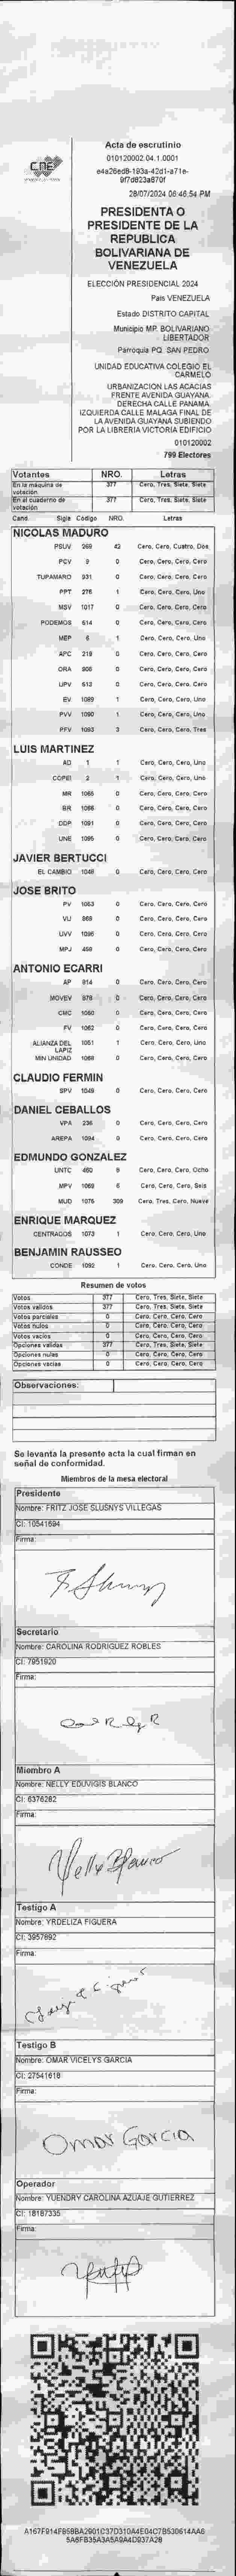 CNE
Acta de escrutinio
010120002.04.1.0001
e4a26ed8-193a-42d1-a71e-
9f7d823a870f
28/07/2024 08:46:54 PM
PRESIDENTA O
PRESIDENTE DE LA
REPUBLICA
BOLIVARIANA DE
VENEZUELA
ELECCIÓN PRESIDENCIAL 2024
Pais VENEZUELA
Estado DISTRITO CAPITAL
Municipio MP. BOLIVARIANO
LIBERTADOR
Parroquia PQ. SAN PEDRO
UNIDAD EDUCATIVA COLEGIO EL
CARMELO
URBANIZACIÓN LAS ACACIAS
FRENTE AVENIDA GUAYANA.
DERECHA CALLE PANAMÁ.
IZQUIERDA CALLE MALAGA FINAL DE
LA AVENIDA GUAYANA SUBIENDO
POR LA LIBRERIA VICTORIA EDIFICIO
010120002
799 Electores
Votantes NRO. Letras
En la máquina de votación 377 Cero, Tres, Siete, Siete
En el cuaderno de votación 377 Cero, Tres, Siete, Siete
Cand. Sigla Código NRO. Letras
NICOLAS MADURO
PSUV 269 42 Cero, Cero, Cuatro, Dos
PCV 9 0 Cero, Cero, Cero, Cero
TUPAMARO 931 0 Cero, Cero, Cero, Cero
PPT 276 1 Cero, Cero, Cero, Uno
MSV 1017 0 Cero, Cero, Cero, Cero
PODEMOS 614 0 Cero, Cero, Cero, Cero
MEP 6 1 Cero, Cero, Cero, Uno
APC 219 0 Cero, Cero, Cero, Cero
ORA 906 0 Cero, Cero, Cero, Cero
UPV 613 0 Cero, Cero, Cero, Cero
EV 1089 1 Cero, Cero, Cero, Uno
PVV 1090 1 Cero, Cero, Cero, Uno
PFV 1093 3 Cero, Cero, Cero, Tres
LUIS MARTINEZ
AD 1 1 Cero, Cero, Cero, Uno
COPEI 2 1 Cero, Cero, Cero, Uno
MR 1065 0 Cero, Cero, Cero, Cero
BR 1088 0 Cero, Cero, Cero, Cero
DDP 1091 0 Cero, Cero, Cero, Cero
UNE 1095 0 Cero, Cero, Cero, Cero
JAVIER BERTUCCI
EL CAMBIO 1048 0 Cero, Cero, Cero, Cero
JOSE BRITO
PV 1063 0 Cero, Cero, Cero, Cero
VU 969 0 Cero, Cero, Cero, Cero
UVV 1096 0 Cero, Cero, Cero, Cero
MPJ 468 0 Cero, Cero, Cero, Cero
ANTONIO ECARRI
AP 914 0 Cero, Cero, Cero, Cero
MOVEV 978 0 Cero, Cero, Cero, Cero
CMC 1050 0 Cero, Cero, Cero, Cero
FV 1062 0 Cero, Cero, Cero, Cero
ALIANZA DEL LAPIZ 1051 1 Cero, Cero, Cero, Uno
MIN UNIDAD 1068 0 Cero, Cero, Cero, Cero
CLAUDIO FERMIN
SPV 1049 0 Cero, Cero, Cero, Cero
DANIEL CEBALLOS
VPA 236 0 Cero, Cero, Cero, Cero
AREPA 1094 0 Cero, Cero, Cero, Cero
EDMUNDO GONZALEZ
UNTC 460 8 Cero, Cero, Cero, Ocho
MPV 1069 6 Cero, Cero, Cero, Seis
MUD 1076 309 Cero, Tres, Cero, Nueve
ENRIQUE MARQUEZ
CENTRADOS 1073 1 Cero, Cero, Cero, Uno
BENJAMIN RAUSSEO
CONDE 1092 1 Cero, Cero, Cero, Uno
Resumen de votos
Votos 377 Cero, Tres, Siete, Siete
Votos validos 377 Cero, Tres, Siete, Siete
Votos parciales 0 Cero, Cero, Cero, Cero
Votos nulos 0 Cero, Cero, Cero, Cero
Votos vacios 0 Cero, Cero, Cero, Cero
Opciones validas 377 Cero, Tres, Siete, Siete
Opciones nulas 0 Cero, Cero, Cero, Cero
Opciones vacias 0 Cero, Cero, Cero, Cero
Observaciones:
Se levanta la presente acta la cual firman en
señal de conformidad.
Miembros de la mesa electoral
Presidente
Nombre: FRITZ JOSE SLUSNYS VILLEGAS
CI: 10541694
Firma:
Secretario
Nombre: CAROLINA RODRIGUEZ ROBLES
CI: 7951920
Firma:
Miembro A
Nombre: NELLY EDUVIGIS BLANCO
CI: 6376282
Firma:
Nelly Blanco
Testigo A
Nombre: YRDELIZA FIGUERA
CI: 3957892
Firma:
Testigo B
Nombre: OMAR VICELYS GARCIA
CI: 27541618
Firma:
Omar Garcia
Operador
Nombre: YUENDRY CAROLINA AZUAJE GUTIERREZ
CI: 18187335
Firma:
A167F914F859BA2901C37D310A4E04C7B530614AA6
5A6FB35A3A5A9A4D937A28